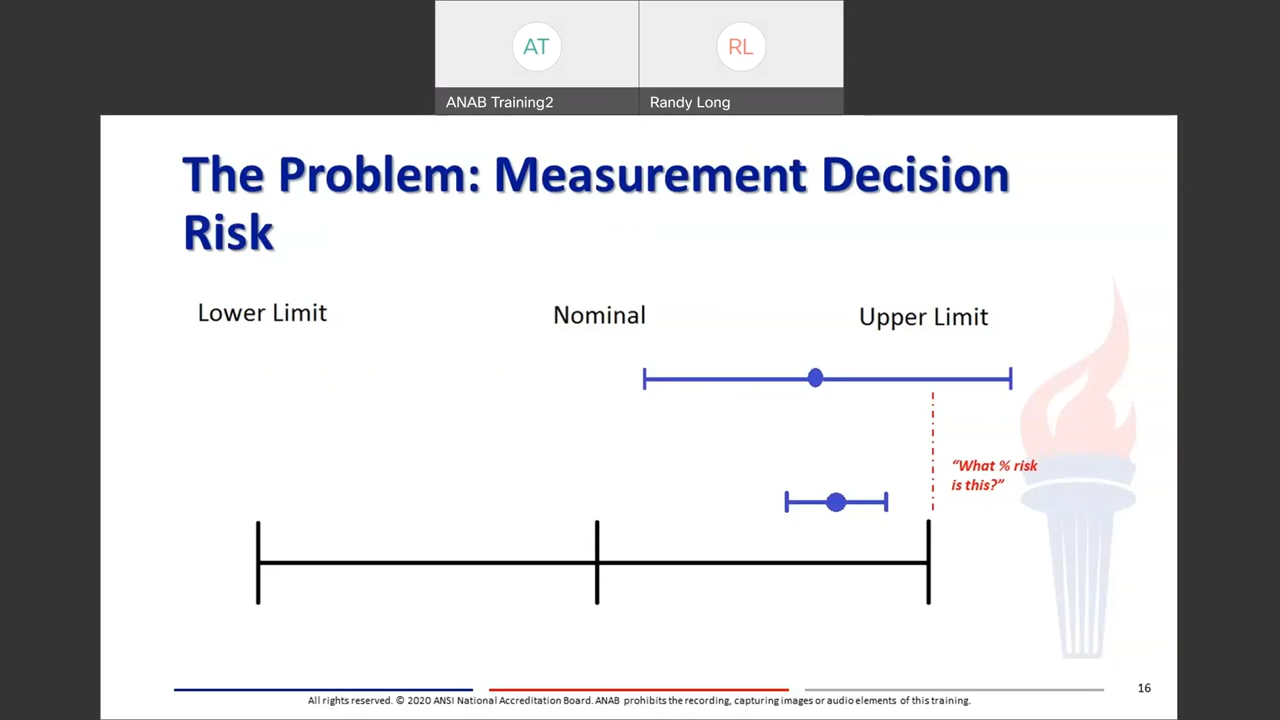 AT
RL
ANAB Training2
Randy Long
The Problem: Measurement Decision
Risk
Lower Limit
Nominal
Upper Limit
“What % risk
is this?”
16
All rights reserved. © 2020 ANSI National Accreditation Board. ANAB prohibits the recording, capturing images or audio elements of this training.